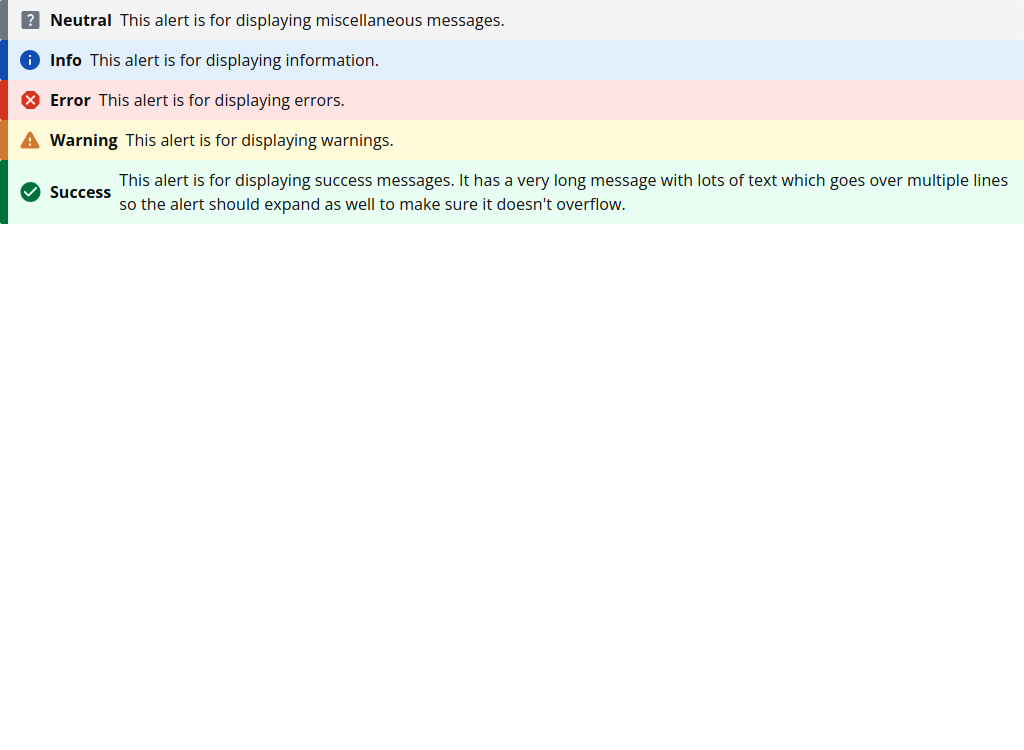 Neutral This alert is for displaying miscellaneous messages.
Info This alert is for displaying information.
Error This alert is for displaying errors.
Warning This alert is for displaying warnings.
Success This alert is for displaying success messages. It has a very long message with lots of text which goes over multiple lines
so the alert should expand as well to make sure it doesn't overflow.